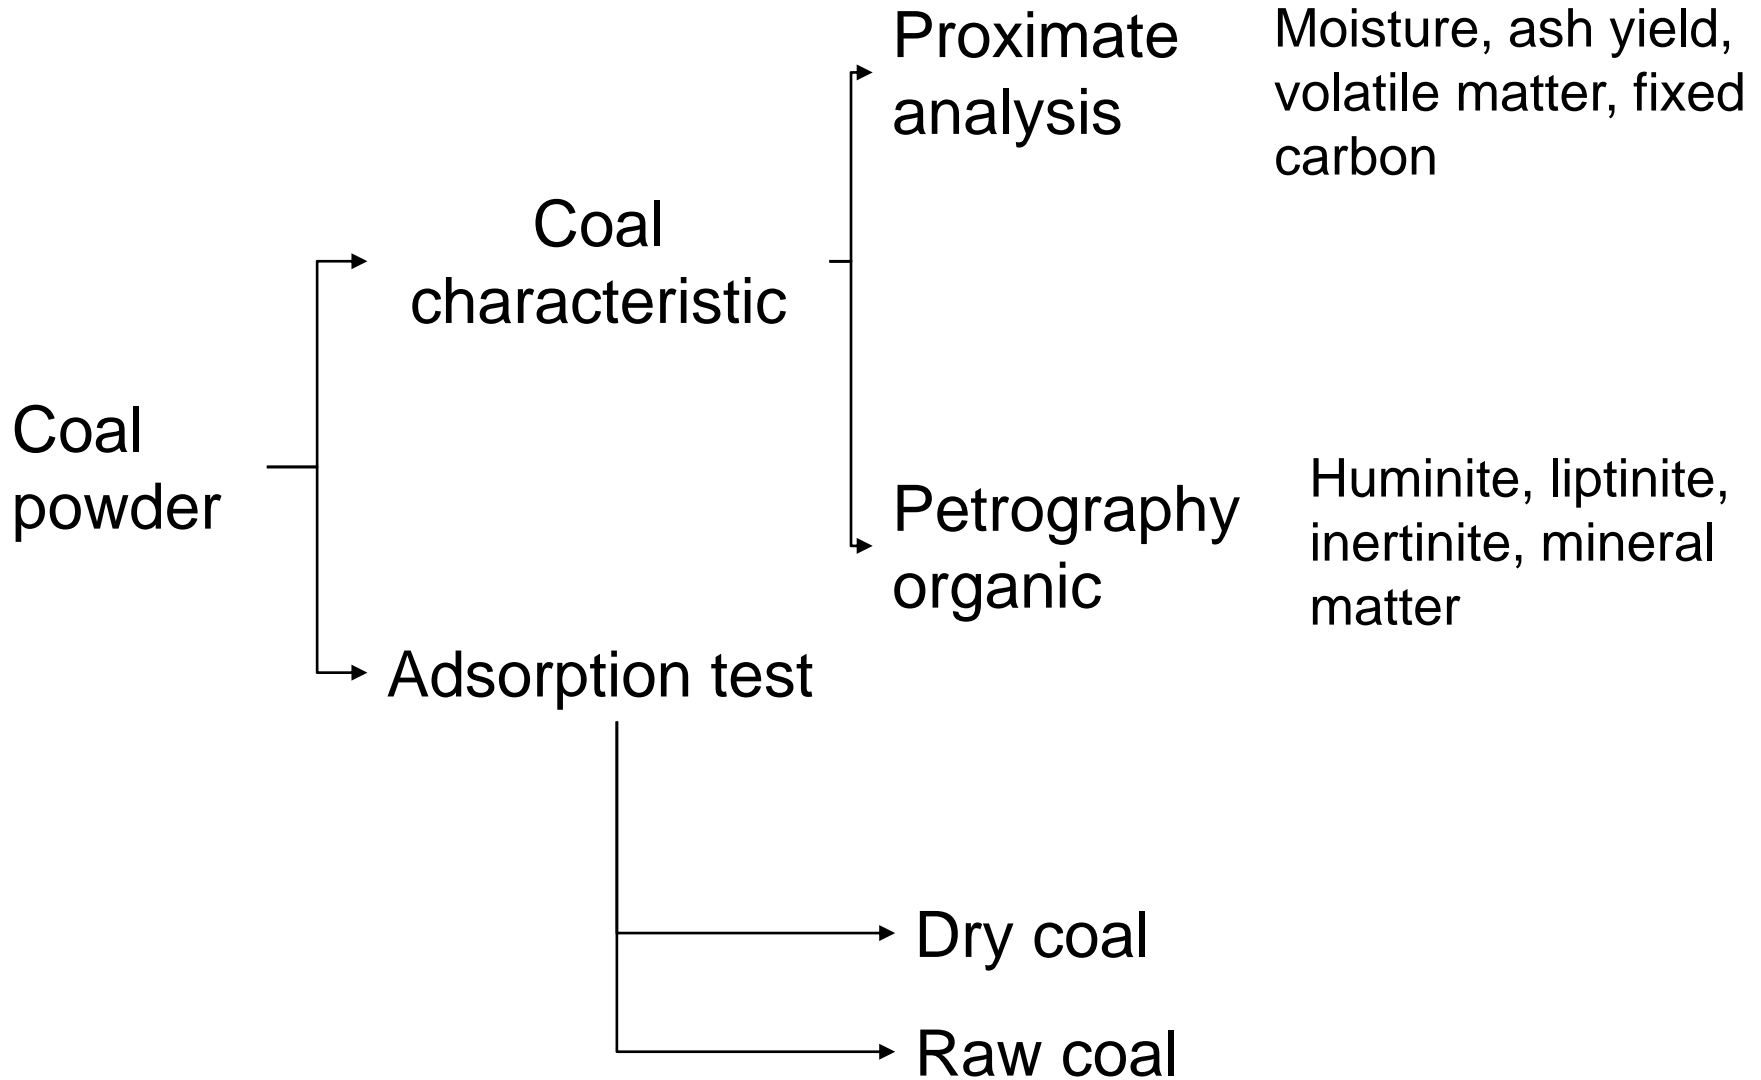 Proximate
analysis
Moisture, ash yield,
volatile matter, fixed
carbon
Coal
characteristic
Coal
powder
Petrography
organic
Huminite, liptinite,
inertinite, mineral
matter
Adsorption test
Dry coal
Raw coal